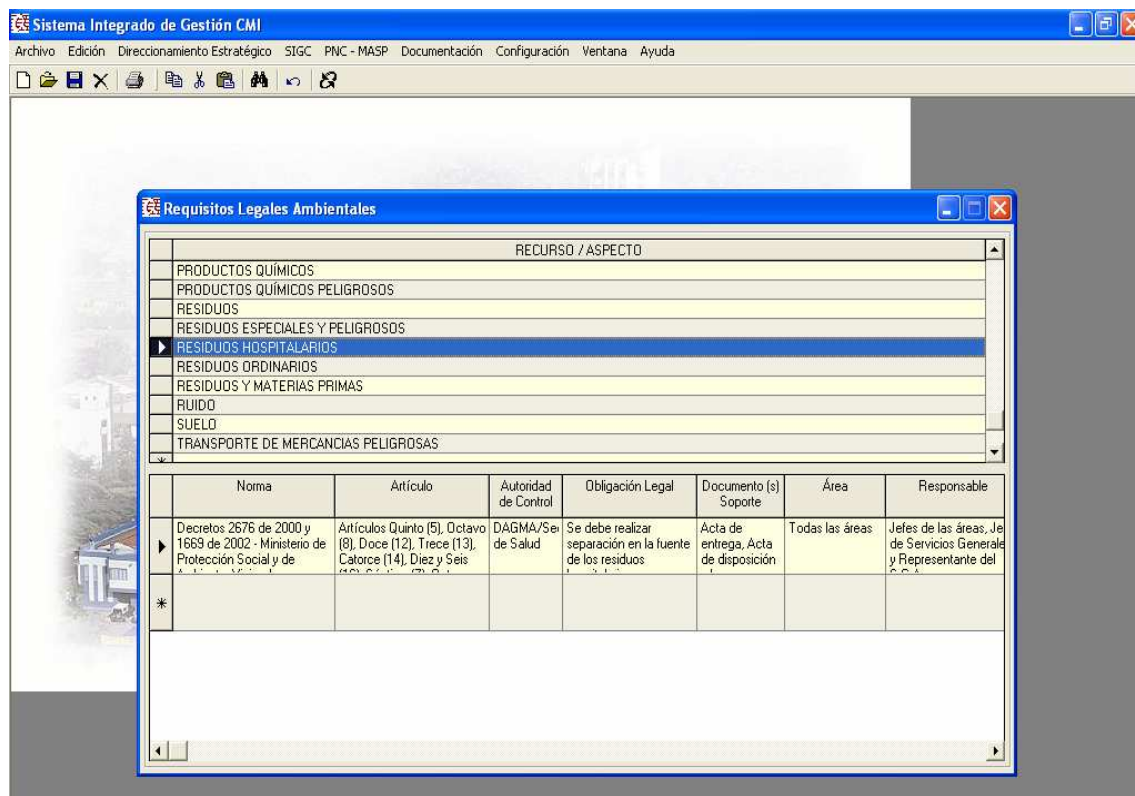 Sistema Integrado de Gestión CMI
Archivo Edición Direccionamiento Estratégico SIGC PNC - MASP Documentación Configuración Ventana Ayuda
Requisitos Legales Ambientales
RECURSO / ASPECTO
PRODUCTOS QUÍMICOS
PRODUCTOS QUÍMICOS PELIGROSOS
RESIDUOS
RESIDUOS ESPECIALES Y PELIGROSOS
RESIDUOS HOSPITALARIOS
RESIDUOS ORDINARIOS
RESIDUOS Y MATERIAS PRIMAS
RUIDO
SUELO
TRANSPORTE DE MERCANCIAS PELIGROSAS
Norma
Artículo
Autoridad
de Control
Obligación Legal
Documento (s)
Soporte
Área
Responsable
Decretos 2676 de 2000 y
1669 de 2002 - Ministerio de
Protección Social y de
Artículos Quinto (5), Octavo
(8), Doce (12), Trece (13),
Catorce (14), Diez y Seis
DAGMA/Se
de Salud
Se debe realizar
separación en la fuente
de los residuos
Acta de
entrega, Acta
de disposición
Todas las áreas
Jefes de las áreas, Je
de Servicios Generale
y Representante del